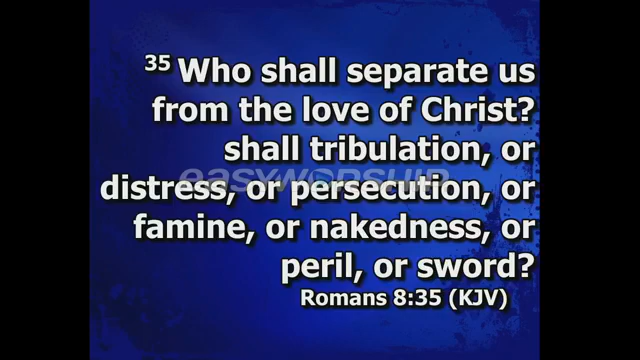 35 Who shall separate us
from the love of Christ?
shall tribulation, or
easyworship
distress, or persecution, or
famine, or nakedness, or
peril, or sword?
Romans 8:35 (KJV)